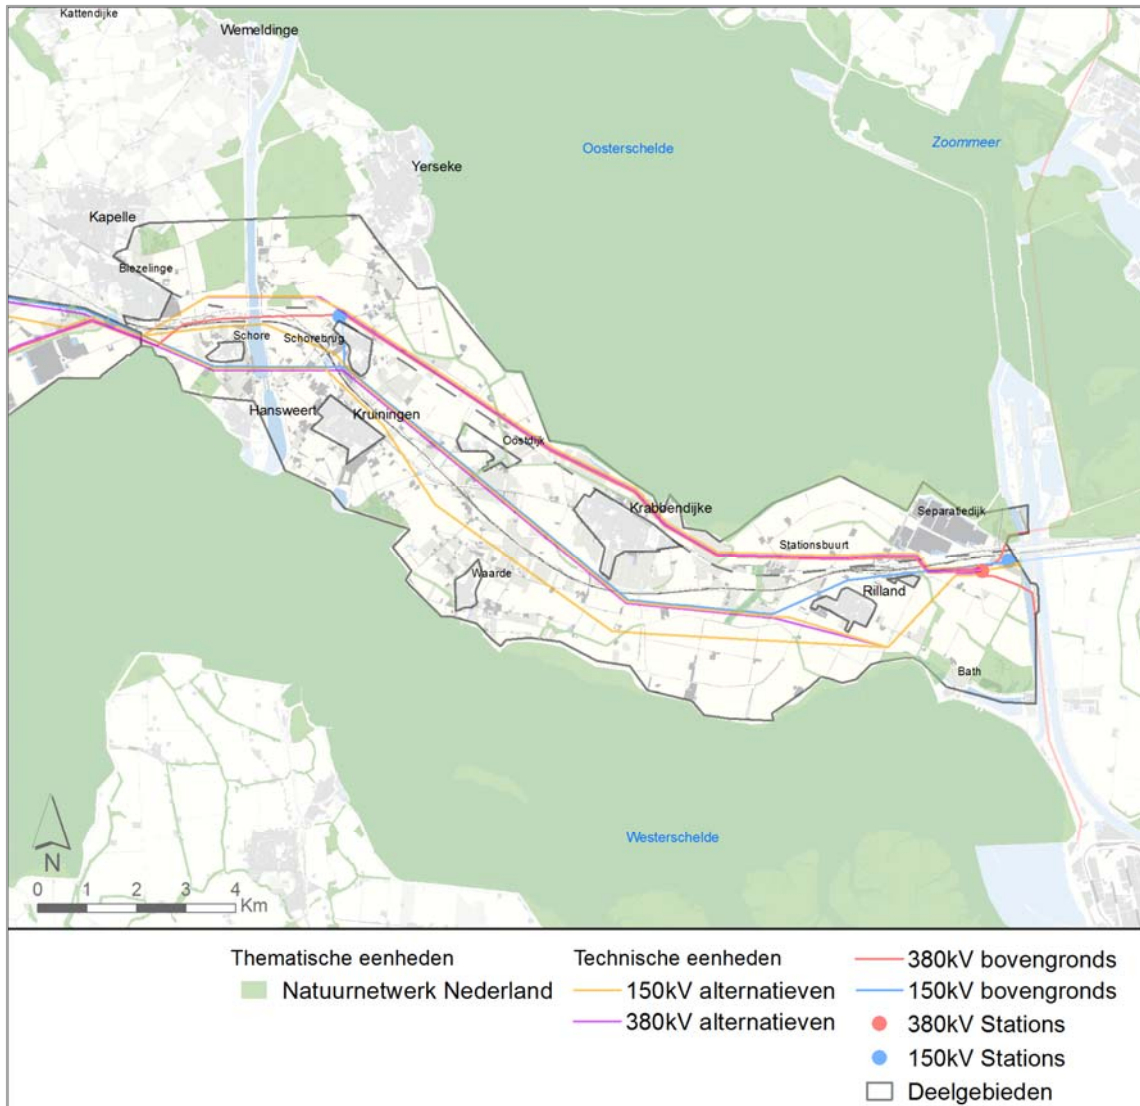 Kattendijke
Wemeldinge
Oosterschelde
Zoommeer
Yerseke
Kapelle
Biezelinge
Schore
Schorebrug
Hansweert
Kruiningen
Oostdijk
Krabbendijke
Separatiedijk
Stationsbuurt
Waarde
Rilland
Bath
Westerschelde
N
0 1 2 3 4
Km
Thematische eenheden
Natuurnetwerk Nederland
Technische eenheden
150kV alternatieven
380kV alternatieven
380kV bovengronds
150kV bovengronds
380kV Stations
150kV Stations
Deelgebieden